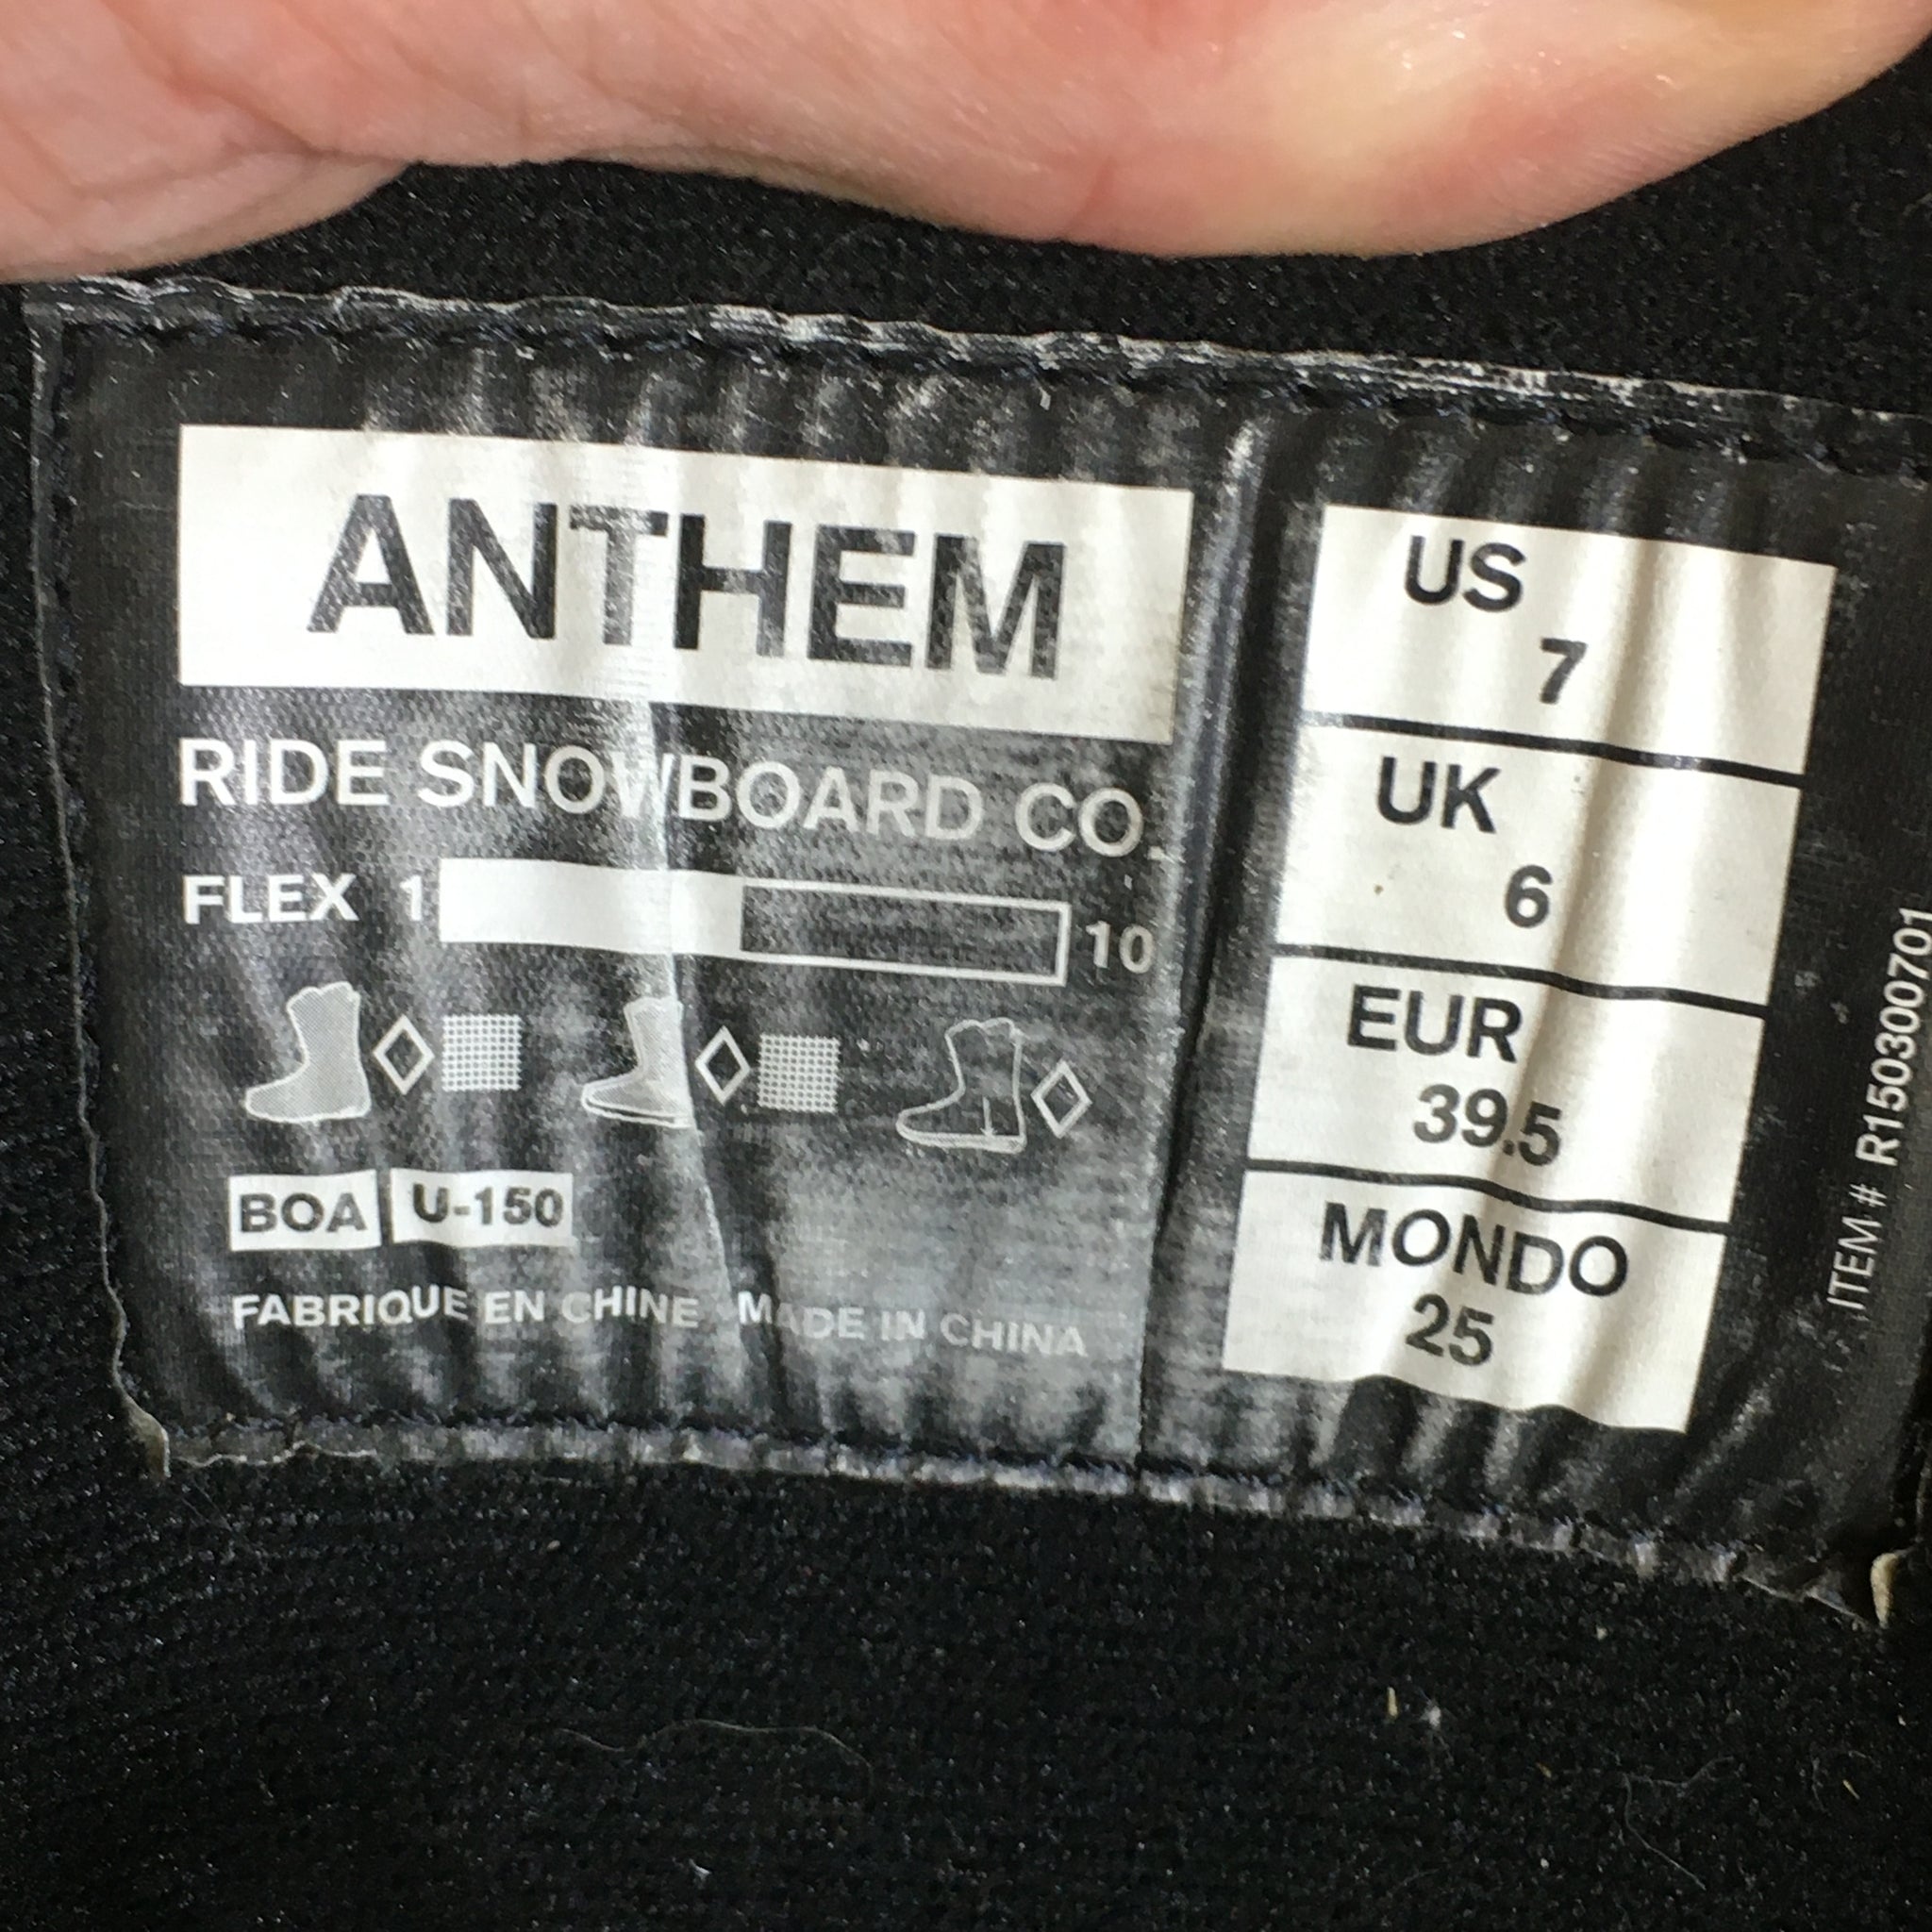 ANTHEM
RIDE SNOWBOARD CO.
FLEX 1 10
BOA U-150
FABRIQUE EN CHINE MADE IN CHINA
US
7
UK
6
EUR
39.5
MONDO
25
ITEM # R150300701